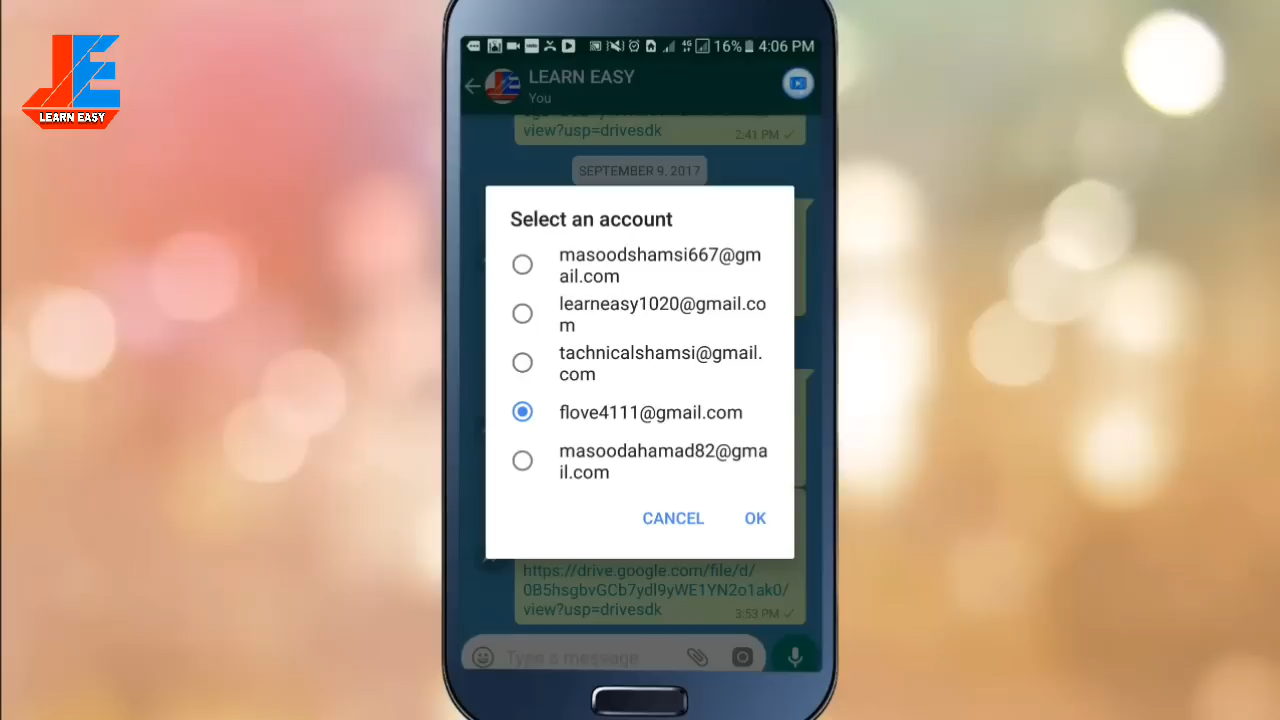 LEARN EASY
16% 4:06 PM
LEARN EASY
You
view?usp=drivesdk
2:41 PM
SEPTEMBER 9, 2017
Select an account
masoodshamsi667@gm
ail.com
learneasy1020@gmail.co
m
tachnicalshamsi@gmail.
com
flove4111@gmail.com
masoodahamad82@gma
il.com
CANCEL OK
https://drive.google.com/file/d/
0B5hsgbvGCb7ydl9yWE1YN2o1ak0/
view?usp=drivesdk
3:53 PM
Type a message